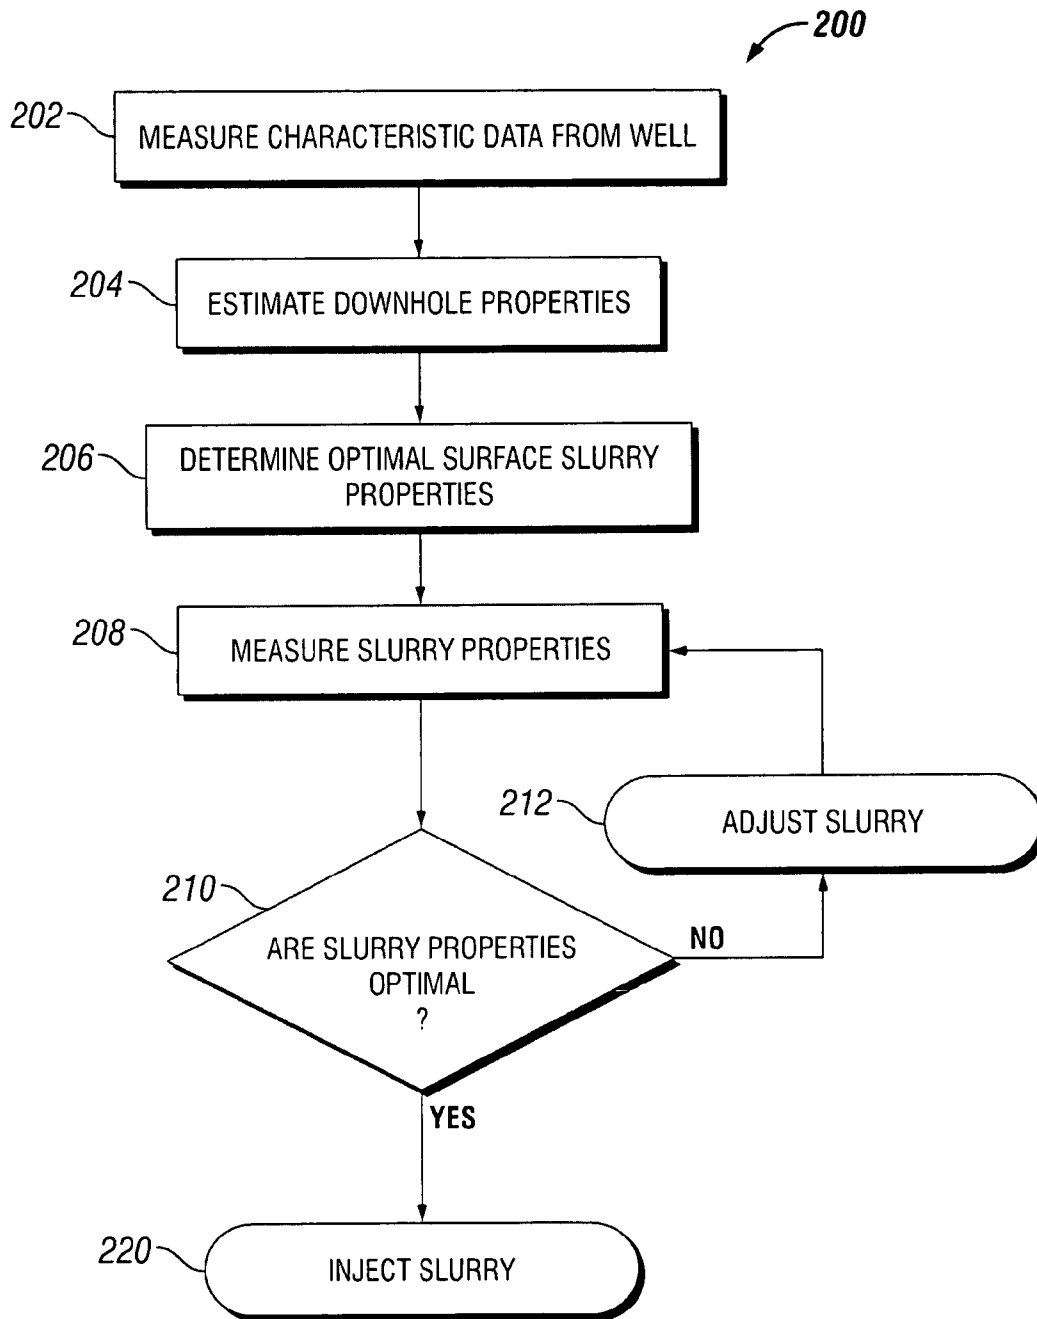 200
202
MEASURE CHARACTERISTIC DATA FROM WELL
204
ESTIMATE DOWNHOLE PROPERTIES
206
DETERMINE OPTIMAL SURFACE SLURRY
PROPERTIES
208
MEASURE SLURRY PROPERTIES
212
ADJUST SLURRY
210
ARE SLURRY PROPERTIES
OPTIMAL
?
NO
YES
220
INJECT SLURRY